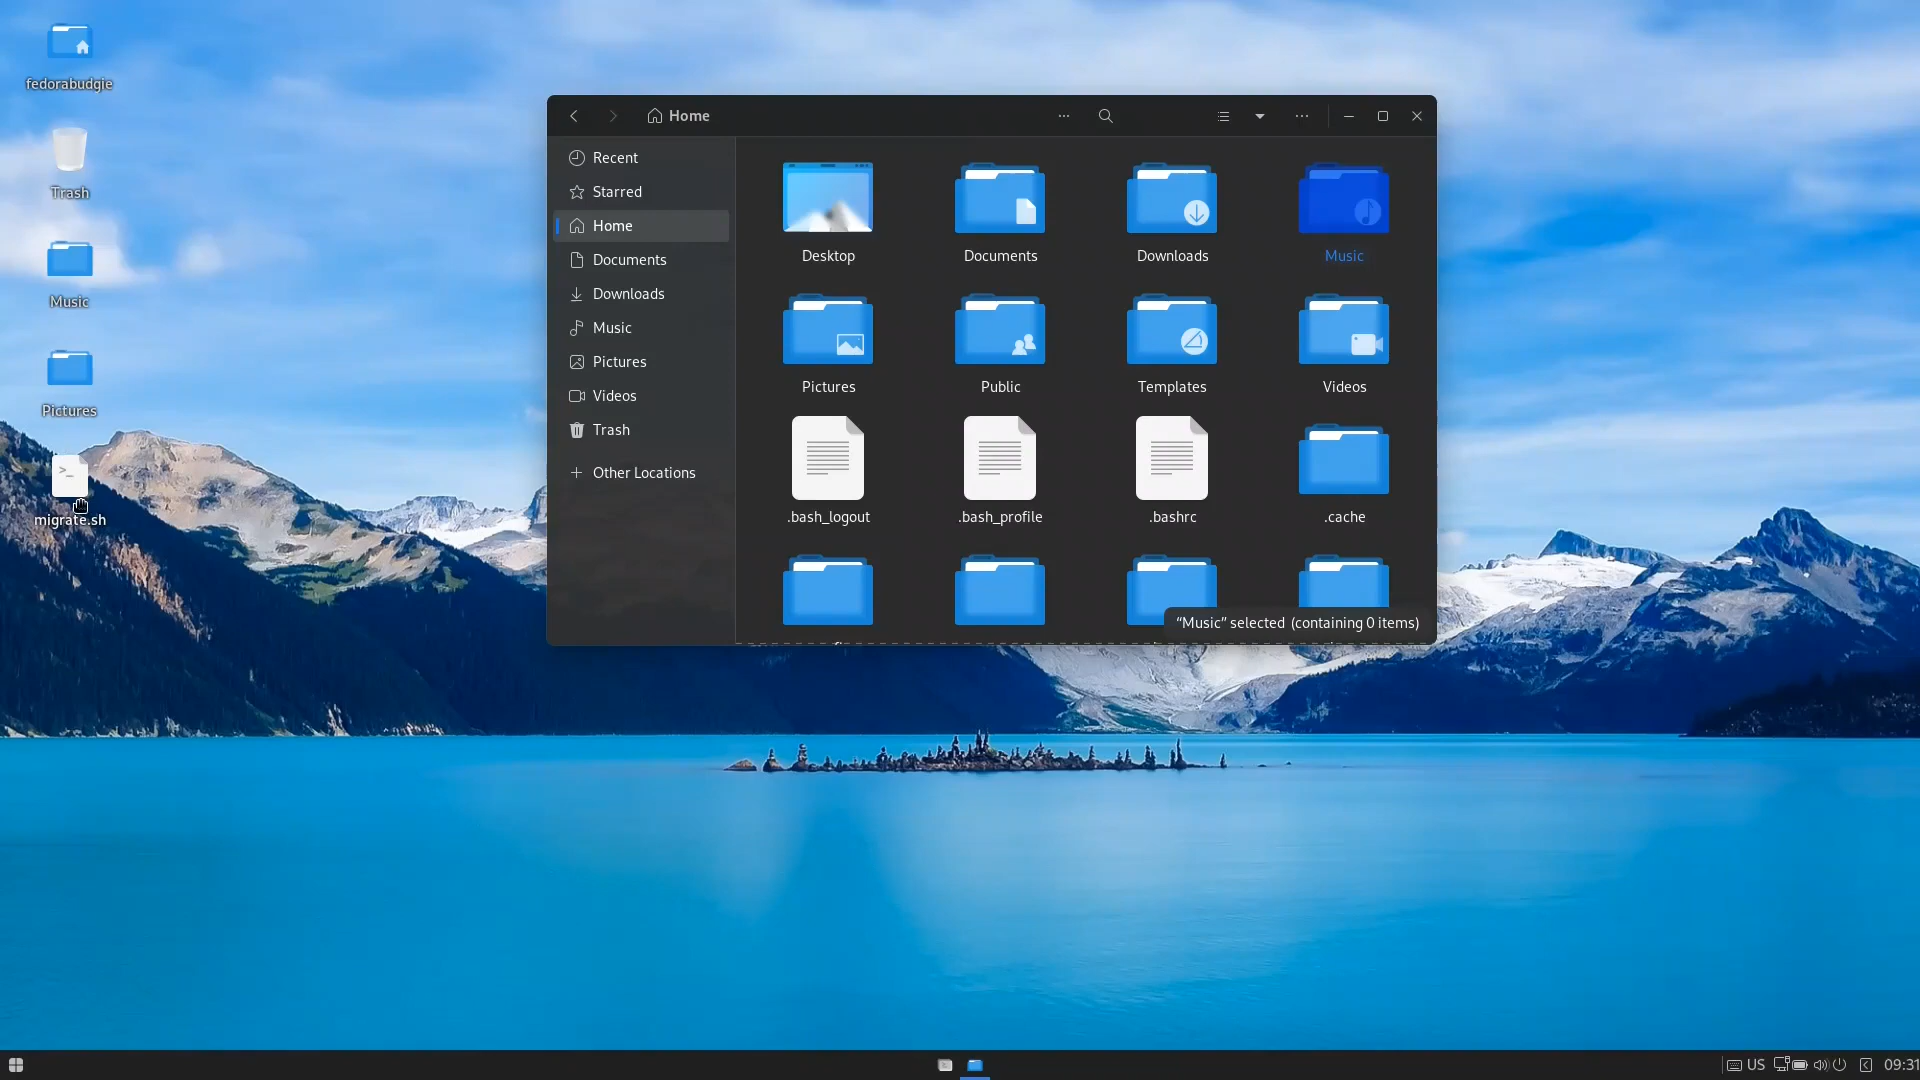 fedorabudgie
Trash
Music
Pictures
migrate.sh
Home
Recent
Starred
Home
Documents
Downloads
Music
Pictures
Videos
Trash
Other Locations
Desktop
Documents
Downloads
Music
Pictures
Public
Templates
Videos
.bash_logout
.bash_profile
.bashrc
.cache
“Music” selected (containing 0 items)
US
09:31